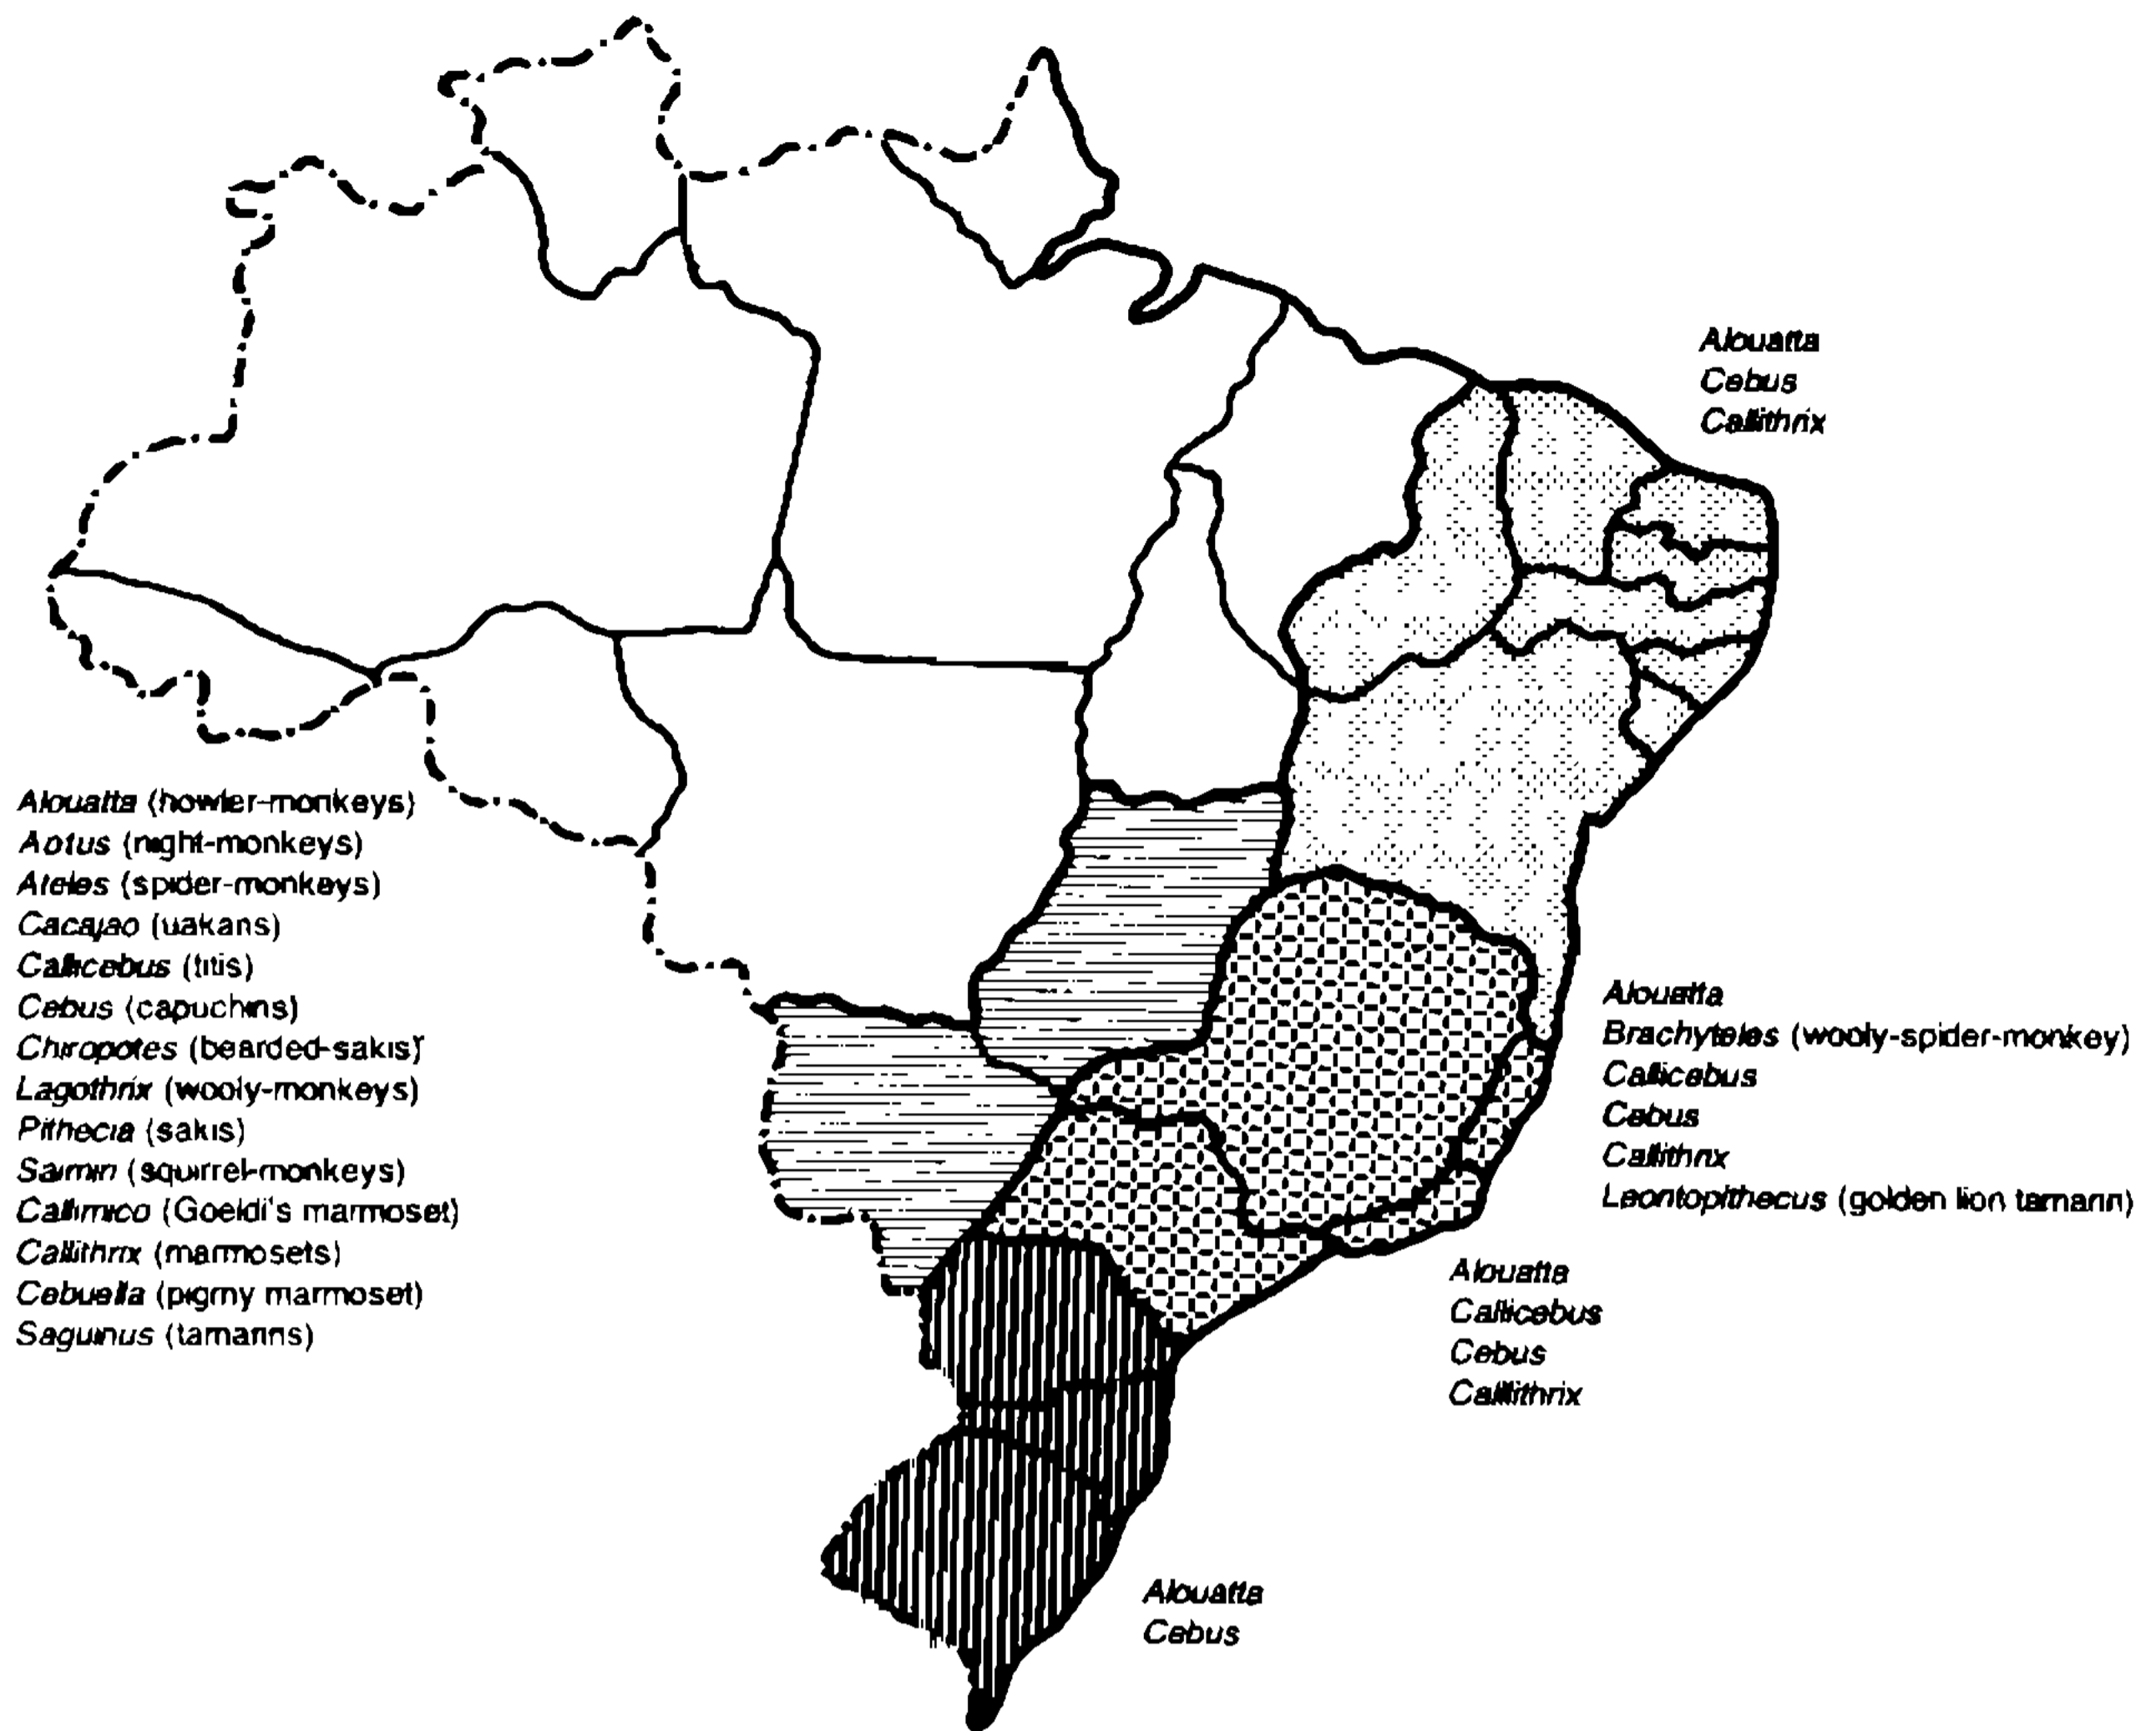 Alouatta
Cebus
Callithrix
Alouatta (howler-monkeys)
Aotus (night-monkeys)
Ateles (spider-monkeys)
Cacajao (uakaris)
Callicebus (titis)
Cebus (capuchins)
Chiropotes (bearded-sakis)
Lagothrix (wooly-monkeys)
Pithecia (sakis)
Saimiri (squirrel-monkeys)
Callimico (Goeldi's marmoset)
Callithrix (marmosets)
Cebuella (pigmy marmoset)
Saguinus (tamarins)
Alouatta
Brachyteles (wooly-spider-monkey)
Callicebus
Cebus
Callithrix
Leontopithecus (golden lion tamarin)
Alouatta
Callicebus
Cebus
Callithrix
Alouatta
Cebus